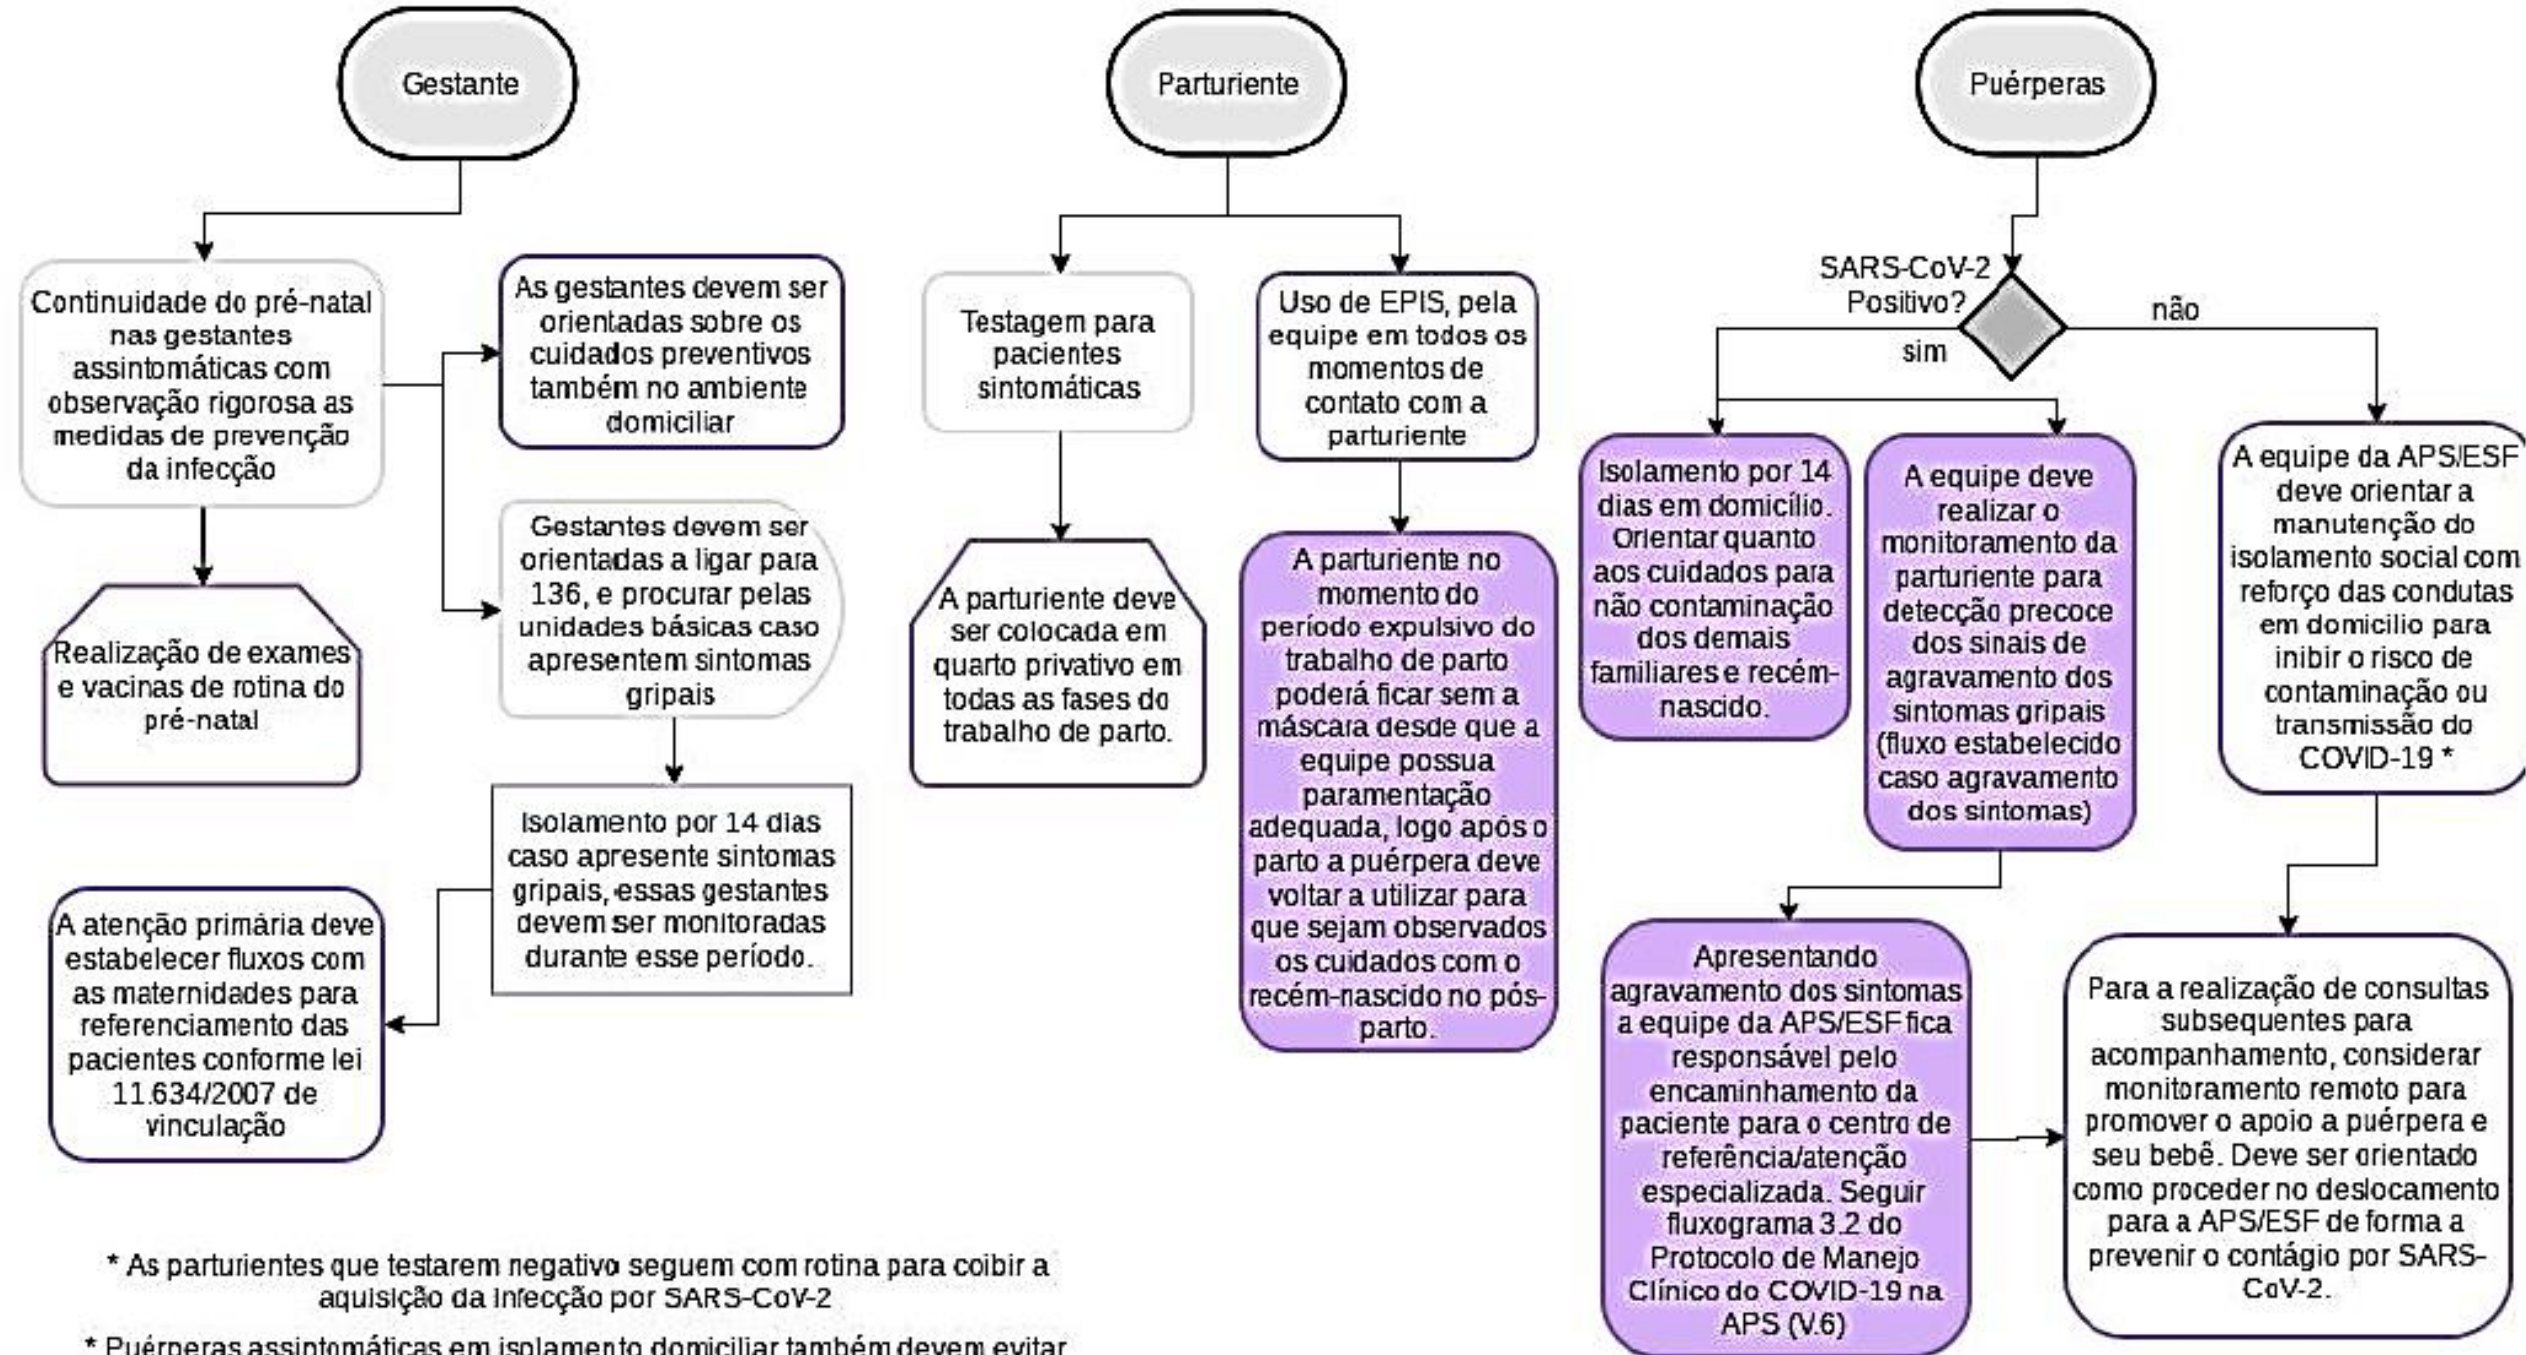 Gestante
Continuidade do pré-natal
nas gestantes
assintomáticas com
observação rigorosa as
medidas de prevenção
da infecção
As gestantes devem ser
orientadas sobre os
cuidados preventivos
também no ambiente
domiciliar
Gestantes devem ser
orientadas a ligar para
136, e procurar pelas
unidades básicas caso
apresentem sintomas
gripais
Realização de exames
e vacinas de rotina do
pré-natal
Isolamento por 14 dias
caso apresente sintomas
gripais, essas gestantes
devem ser monitoradas
durante esse período.
A atenção primária deve
estabelecer fluxos com
as maternidades para
referenciamento das
pacientes conforme lei
11.634/2007 de
vinculação
Parturiente
Testagem para
pacientes
sintomáticas
A parturiente deve
ser colocada em
quarto privativo em
todas as fases do
trabalho de parto.
Uso de EPIS, pela
equipe em todos os
momentos de
contato com a
parturiente
A parturiente no
momento do
período expulsivo do
trabalho de parto
poderá ficar sem a
máscara desde que a
equipe possua
paramentação
adequada, logo após o
parto a puérpera deve
voltar a utilizar para
que sejam observados
os cuidados com o
recém-nascido no pós-
parto.
Puérperas
SARS-CoV-2
Positivo?
sim
não
Isolamento por 14
dias em domicílio.
Orientar quanto
aos cuidados para
não contaminação
dos demais
familiares e recém-
nascido.
A equipe deve
realizar o
monitoramento da
parturiente para
detecção precoce
dos sinais de
agravamento dos
sintomas gripais
(fluxo estabelecido
caso agravamento
dos sintomas)
A equipe da APS/ESF
deve orientar a
manutenção do
isolamento social com
reforço das condutas
em domicilio para
inibir o risco de
contaminação ou
transmissão do
COVID-19 *
Apresentando
agravamento dos sintomas
a equipe da APS/ESF fica
responsável pelo
encaminhamento da
paciente para o centro de
referência/atenção
especializada. Seguir
fluxograma 3.2 do
Protocolo de Manejo
Clínico do COVID-19 na
APS (V.6)
Para a realização de consultas
subsequentes para
acompanhamento, considerar
monitoramento remoto para
promover o apoio a puérpera e
seu bebê. Deve ser orientado
como proceder no deslocamento
para a APS/ESF de forma a
prevenir o contágio por SARS-
CoV-2.
* As parturientes que testarem negativo seguem com rotina para coibir a
aquisição da infecção por SARS-CoV-2
* Puérperas assintomáticas em isolamento domiciliar também devem evitar